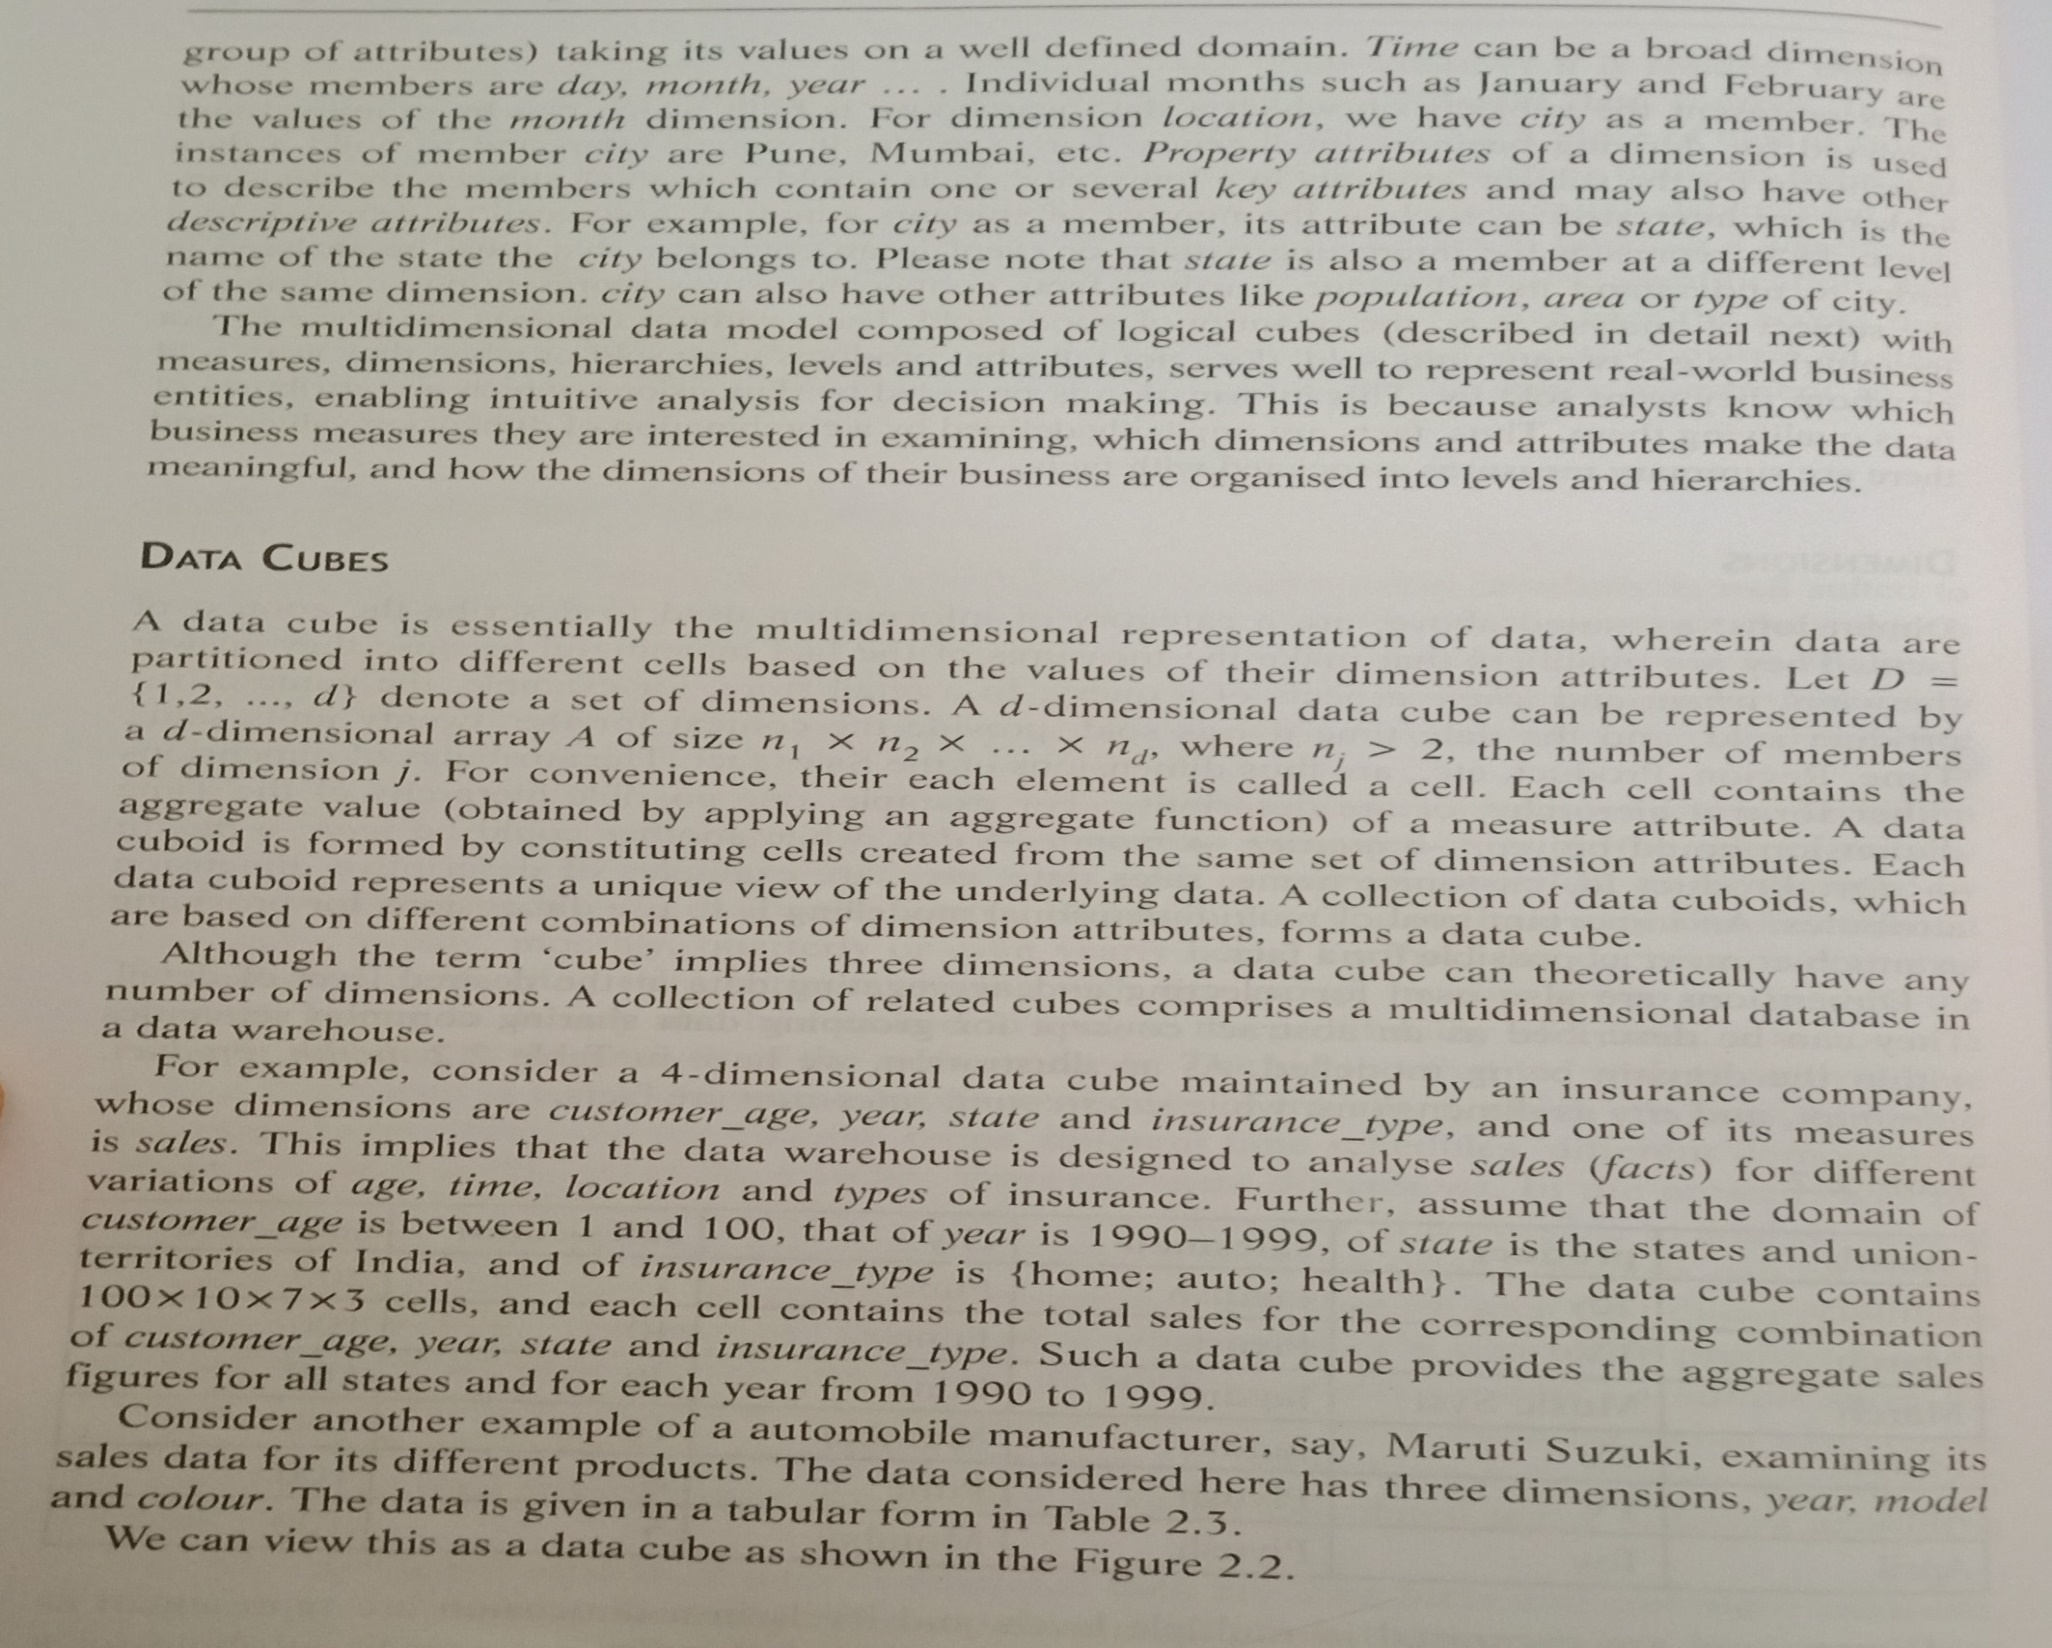 group of attributes) taking its values on a well defined domain. Time can be a broad dimension
whose members are day, month, year ... . Individual months such as January and February are
the values of the month dimension. For dimension location, we have city as a member. The
instances of member city are Pune, Mumbai, etc. Property attributes of a dimension is used
to describe the members which contain one or several key attributes and may also have other
descriptive attributes. For example, for city as a member, its attribute can be state, which is the
name of the state the city belongs to. Please note that state is also a member at a different level
of the same dimension. city can also have other attributes like population, area or type of city.
The multidimensional data model composed of logical cubes (described in detail next) with
measures, dimensions, hierarchies, levels and attributes, serves well to represent real-world business
entities, enabling intuitive analysis for decision making. This is because analysts know which
business measures they are interested in examining, which dimensions and attributes make the data
meaningful, and how the dimensions of their business are organised into levels and hierarchies.
DATA CUBES
A data cube is essentially the multidimensional representation of data, wherein data are
partitioned into different cells based on the values of their dimension attributes. Let D =
{1,2, ..., d} denote a set of dimensions. A d-dimensional data cube can be represented by
a d-dimensional array A of size n₁ × n₂ × ... × n_d, where n_j > 2, the number of members
of dimension j. For convenience, their each element is called a cell. Each cell contains the
aggregate value (obtained by applying an aggregate function) of a measure attribute. A data
cuboid is formed by constituting cells created from the same set of dimension attributes. Each
data cuboid represents a unique view of the underlying data. A collection of data cuboids, which
are based on different combinations of dimension attributes, forms a data cube.
Although the term ‘cube’ implies three dimensions, a data cube can theoretically have any
number of dimensions. A collection of related cubes comprises a multidimensional database in
a data warehouse.
For example, consider a 4-dimensional data cube maintained by an insurance company,
whose dimensions are customer_age, year, state and insurance_type, and one of its measures
is sales. This implies that the data warehouse is designed to analyse sales (facts) for different
variations of age, time, location and types of insurance. Further, assume that the domain of
customer_age is between 1 and 100, that of year is 1990–1999, of state is the states and union-
territories of India, and of insurance_type is {home; auto; health}. The data cube contains
100×10×7×3 cells, and each cell contains the total sales for the corresponding combination
of customer_age, year, state and insurance_type. Such a data cube provides the aggregate sales
figures for all states and for each year from 1990 to 1999.
Consider another example of a automobile manufacturer, say, Maruti Suzuki, examining its
sales data for its different products. The data considered here has three dimensions, year, model
and colour. The data is given in a tabular form in Table 2.3.
We can view this as a data cube as shown in the Figure 2.2.